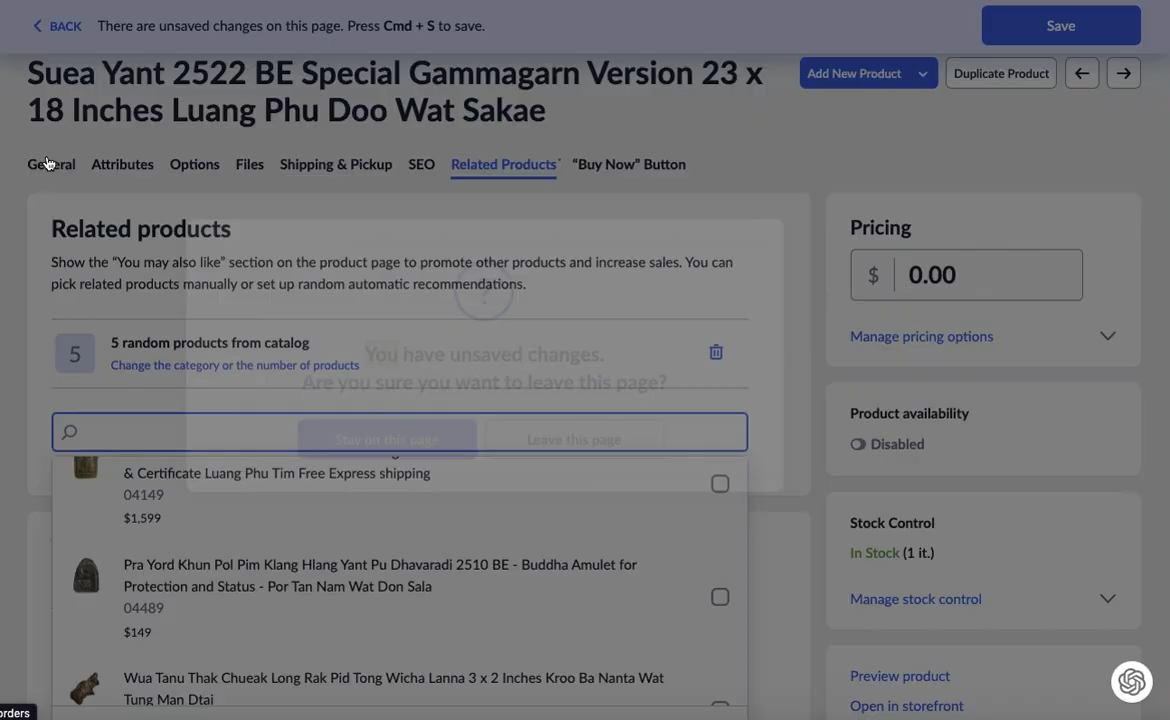 BACK There are unsaved changes on this page. Press Cmd + S to save.
Save
Suea Yant 2522 BE Special Gammagarn Version 23 x
18 Inches Luang Phu Doo Wat Sakae
Add New Product
Duplicate Product
General Attributes Options Files Shipping & Pickup SEO Related Products* "Buy Now" Button
Related products
Show the "You may also like" section on the product page to promote other products and increase sales. You can
pick related products manually or set up random automatic recommendations.
5
5 random products from catalog
Change the category or the number of products
?
You have unsaved changes.
Are you sure you want to leave this page?
Stay on this page
Leave this page
& Certificate Luang Phu Tim Free Express shipping
04149
$1,599
Pra Yord Khun Pol Pim Klang Hlang Yant Pu Dhavaradi 2510 BE - Buddha Amulet for
Protection and Status - Por Tan Nam Wat Don Sala
04489
$149
Wua Tanu Thak Chueak Long Rak Pid Tong Wicha Lanna 3 x 2 Inches Kroo Ba Nanta Wat
Tung Man Dtai
Pricing
$ 0.00
Manage pricing options
Product availability
Disabled
Stock Control
In Stock (1 it.)
Manage stock control
Preview product
Open in storefront
orders